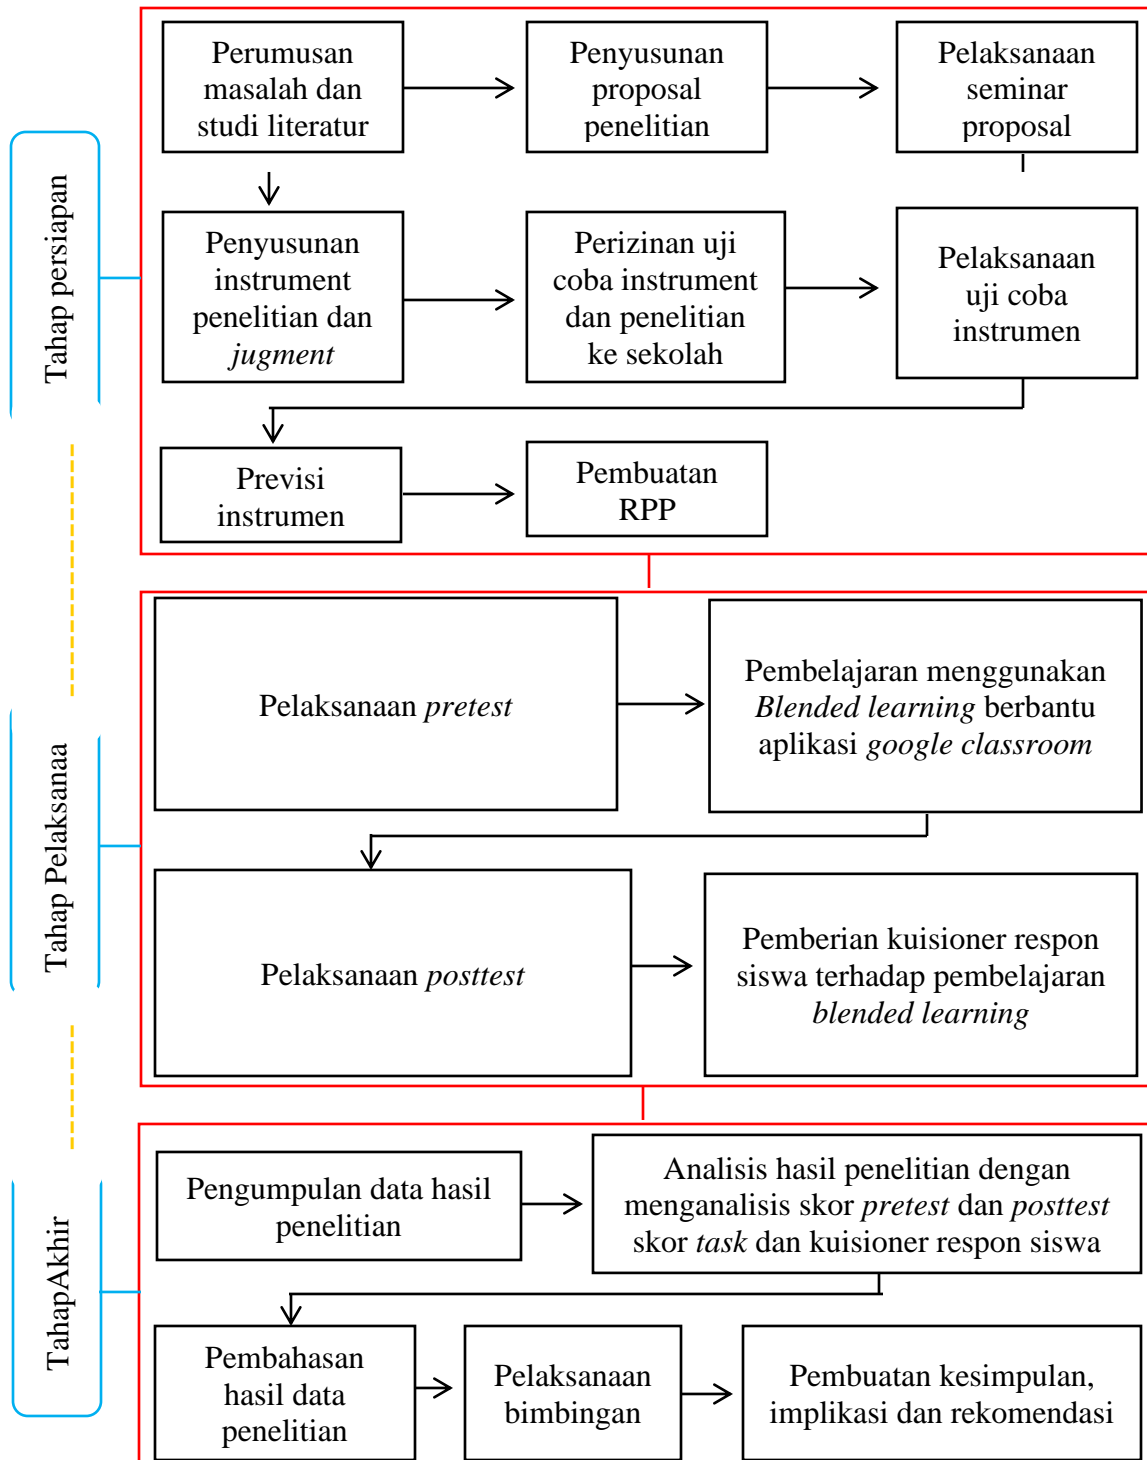 Tahap persiapan
Perumusan
masalah dan
studi literatur
Penyusunan
proposal
penelitian
Pelaksanaan
seminar
proposal
Penyusunan
instrument
penelitian dan
jugment
Perizinan uji
coba instrument
dan penelitian
ke sekolah
Pelaksanaan
uji coba
instrumen
Previsi
instrumen
Pembuatan
RPP
Tahap Pelaksanaa
Pelaksanaan pretest
Pembelajaran menggunakan
Blended learning berbantu
aplikasi google classroom
Pelaksanaan posttest
Pemberian kuisioner respon
siswa terhadap pembelajaran
blended learning
TahapAkhir
Pengumpulan data hasil
penelitian
Analisis hasil penelitian dengan
menganalisis skor pretest dan posttest
skor task dan kuisioner respon siswa
Pembahasan
hasil data
penelitian
Pelaksanaan
bimbingan
Pembuatan kesimpulan,
implikasi dan rekomendasi